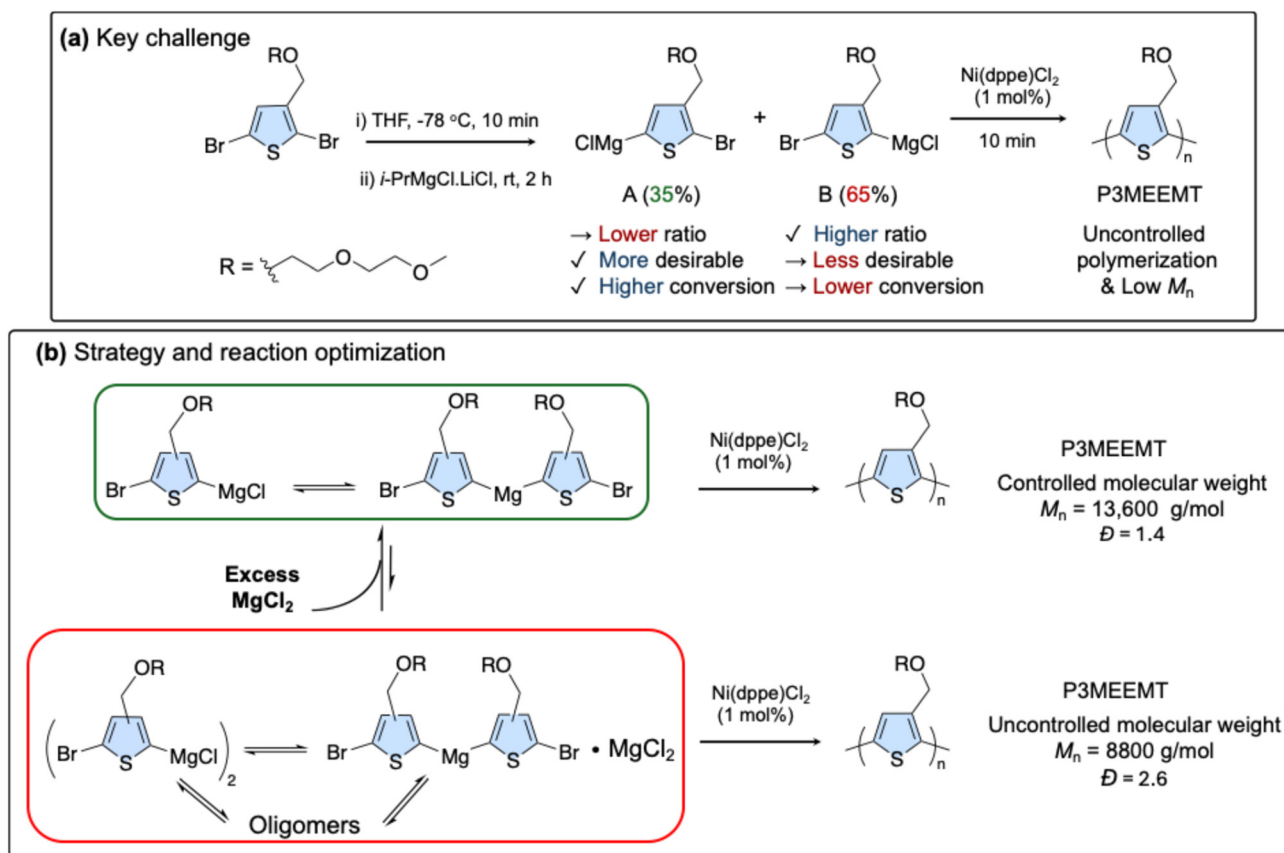 (a) Key challenge
RO
RO
RO
Br
S
Br
i) THF, -78 °C, 10 min
ii) i-PrMgCl.LiCl, rt, 2 h
ClMg
S
Br
+
Br
S
MgCl
Ni(dppe)Cl2
(1 mol%)
10 min
S
n
A (35%)
B (65%)
P3MEEMT
→ Lower ratio
✓ More desirable
✓ Higher conversion
✓ Higher ratio
→ Less desirable
→ Lower conversion
Uncontrolled
polymerization
& Low Mn
R =
O
O
(b) Strategy and reaction optimization
OR
OR
RO
RO
Br
S
MgCl
Br
S
Mg
S
Br
Ni(dppe)Cl2
(1 mol%)
S
n
P3MEEMT
Controlled molecular weight
Mn = 13,600 g/mol
Đ = 1.4
Excess
MgCl2
OR
OR
RO
RO
Br
S
MgCl
2
Br
S
Mg
S
Br • MgCl2
Oligomers
Ni(dppe)Cl2
(1 mol%)
S
n
P3MEEMT
Uncontrolled molecular weight
Mn = 8800 g/mol
Đ = 2.6